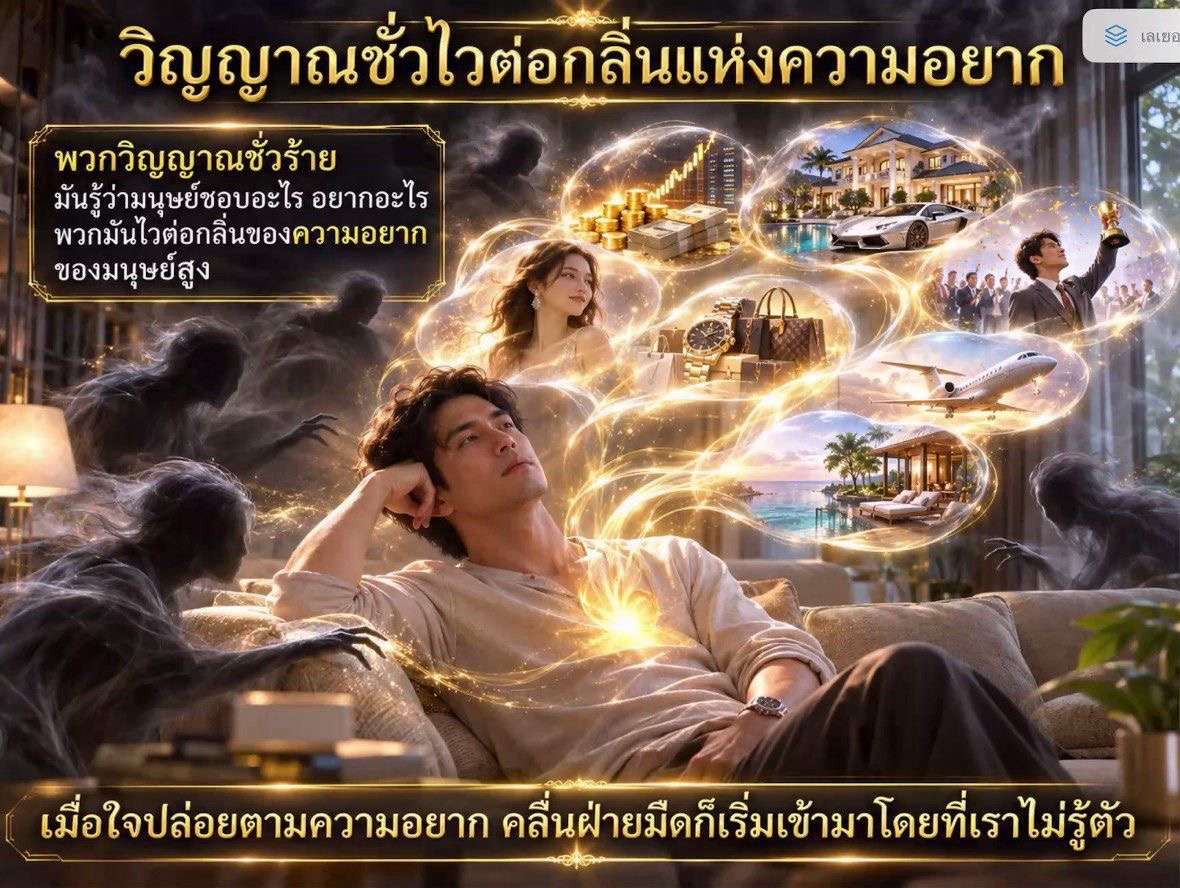 วิญญาณชั่วไวต่อกลิ่นแห่งความอยาก
เลเยอ
พวกวิญญาณชั่วร้าย
มันรู้ว่ามนุษย์ชอบอะไร อยากอะไร
พวกมันไวต่อกลิ่นของความอยาก
ของมนุษย์สูง
เมื่อใจปล่อยตามความอยาก คลื่นฝ่ายมืดก็เริ่มเข้ามาโดยที่เราไม่รู้ตัว